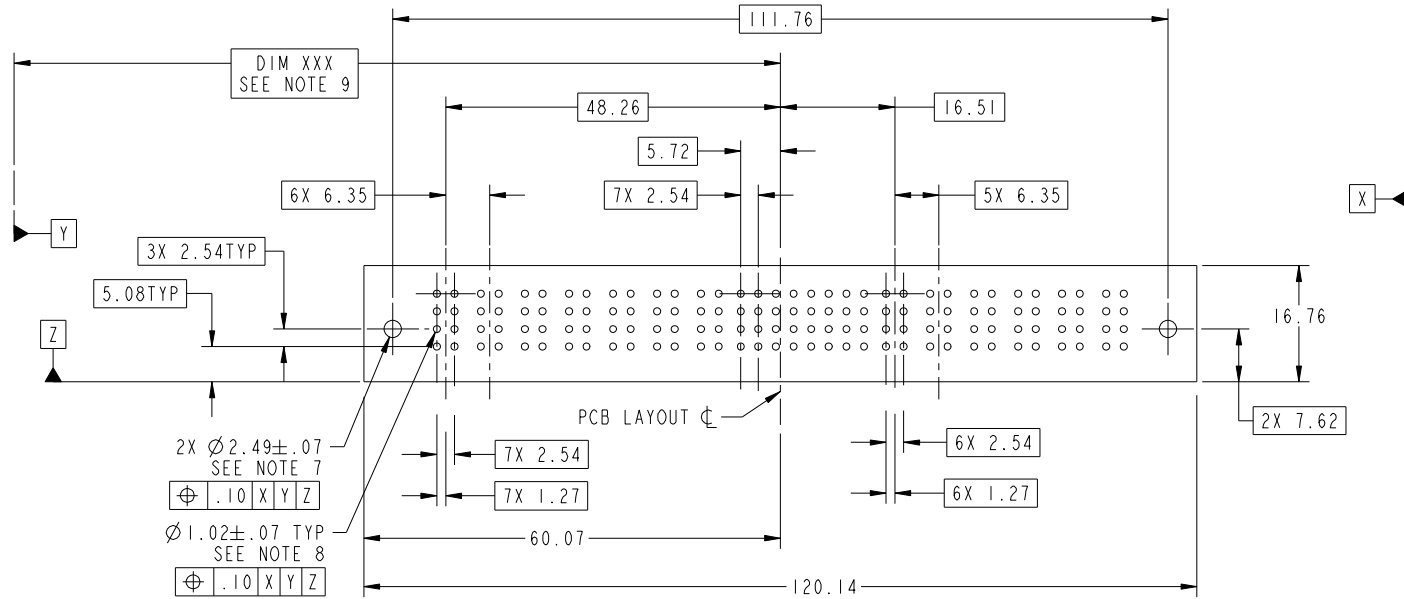 111.76
DIM XXX
SEE NOTE 9
48.26
16.51
5.72
6X 6.35
7X 2.54
5X 6.35
X
Y
3X 2.54TYP
5.08TYP
Z
16.76
PCB LAYOUT ℄
2X 7.62
2X ⌀2.49±.07
SEE NOTE 7
⌖ .10 X Y Z
7X 2.54
6X 2.54
7X 1.27
6X 1.27
⌀1.02±.07 TYP
SEE NOTE 8
⌖ .10 X Y Z
60.07
120.14